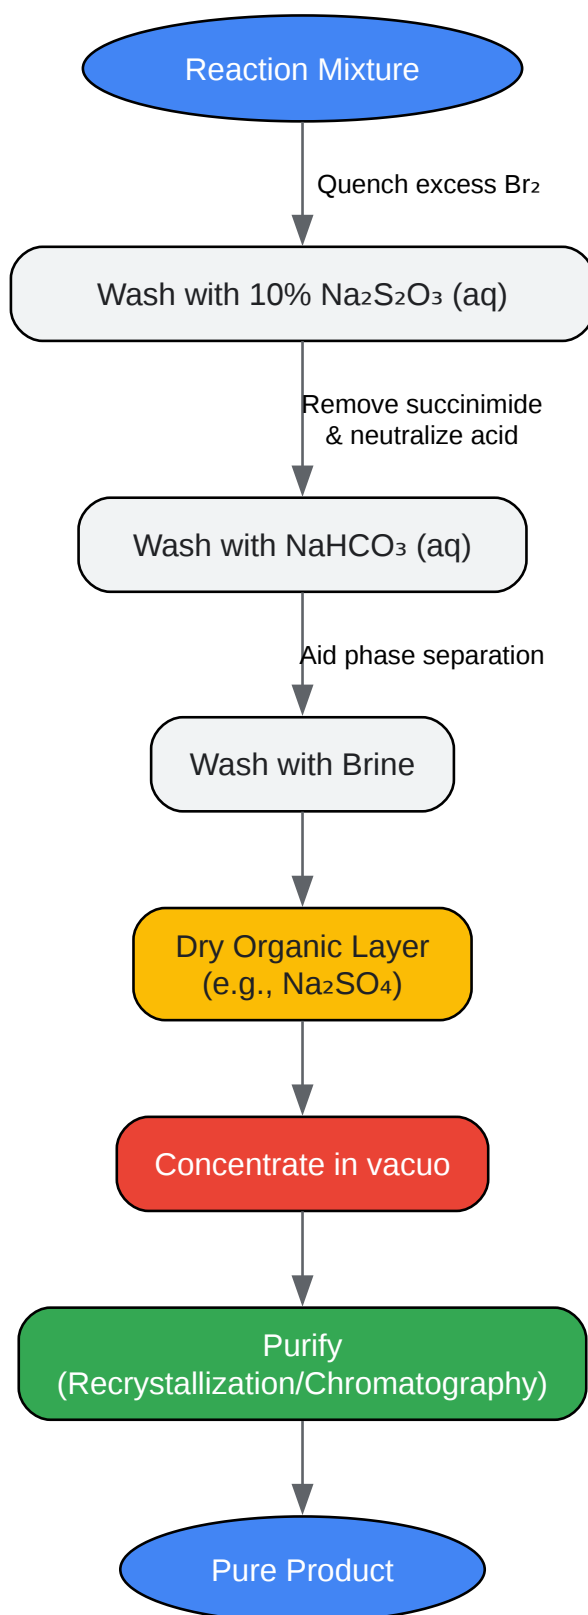 Reaction Mixture
Quench excess Br₂
Wash with 10% Na₂S₂O₃ (aq)
Remove succinimide
& neutralize acid
Wash with NaHCO₃ (aq)
Aid phase separation
Wash with Brine
Dry Organic Layer
(e.g., Na₂SO₄)
Concentrate in vacuo
Purify
(Recrystallization/Chromatography)
Pure Product